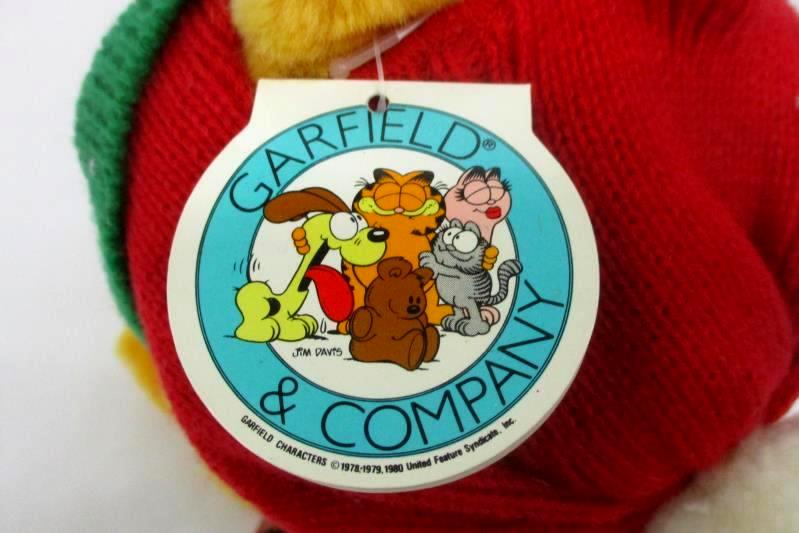 GARFIELD®
& COMPANY
JIM DAVIS
GARFIELD CHARACTERS © 1978,1979,1980 United Feature Syndicate, Inc.